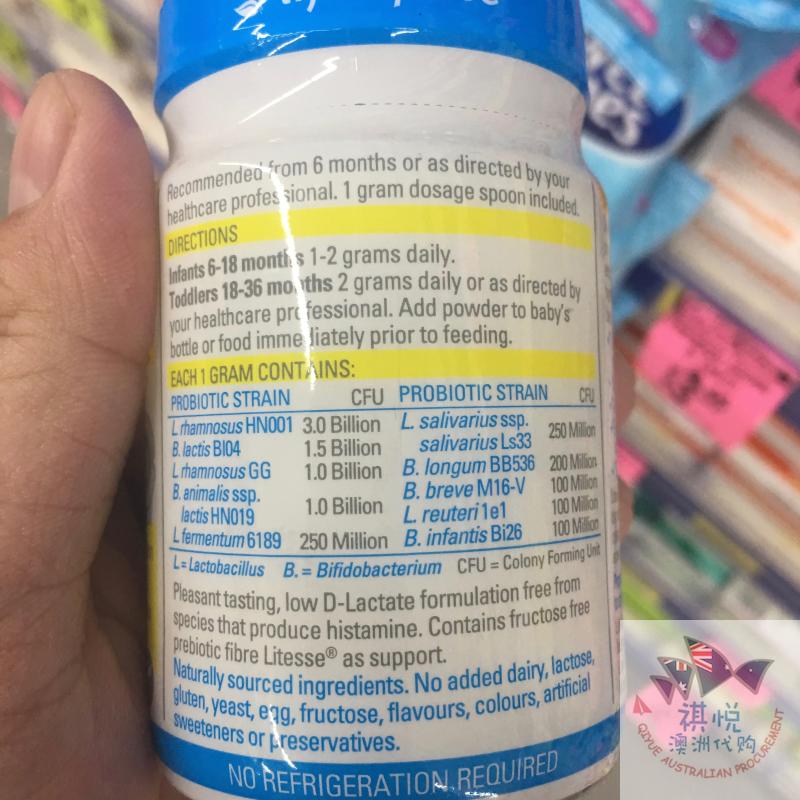 Recommended from 6 months or as directed by your
healthcare professional. 1 gram dosage spoon included.
DIRECTIONS
Infants 6-18 months 1-2 grams daily.
Toddlers 18-36 months 2 grams daily or as directed by
your healthcare professional. Add powder to baby's
bottle or food immediately prior to feeding.
EACH 1 GRAM CONTAINS:
PROBIOTIC STRAIN CFU PROBIOTIC STRAIN CFU
L. rhamnosus HN001 3.0 Billion
B. lactis Bl04 1.5 Billion
L. rhamnosus GG 1.0 Billion
B. animalis ssp.
lactis HN019 1.0 Billion
L. fermentum 6189 250 Million
L. salivarius ssp.
salivarius Ls33 250 Million
B. longum BB536 200 Million
B. breve M16-V 100 Million
L. reuteri 1e1 100 Million
B. infantis Bi26 100 Million
L = Lactobacillus B. = Bifidobacterium CFU = Colony Forming Unit
Pleasant tasting, low D-Lactate formulation free from
species that produce histamine. Contains fructose free
prebiotic fibre Litesse® as support.
Naturally sourced ingredients. No added dairy, lactose,
gluten, yeast, egg, fructose, flavours, colours, artificial
sweeteners or preservatives.
NO REFRIGERATION REQUIRED
祺悦
澳洲代购
QIYUE AUSTRALIAN PROCUREMENT